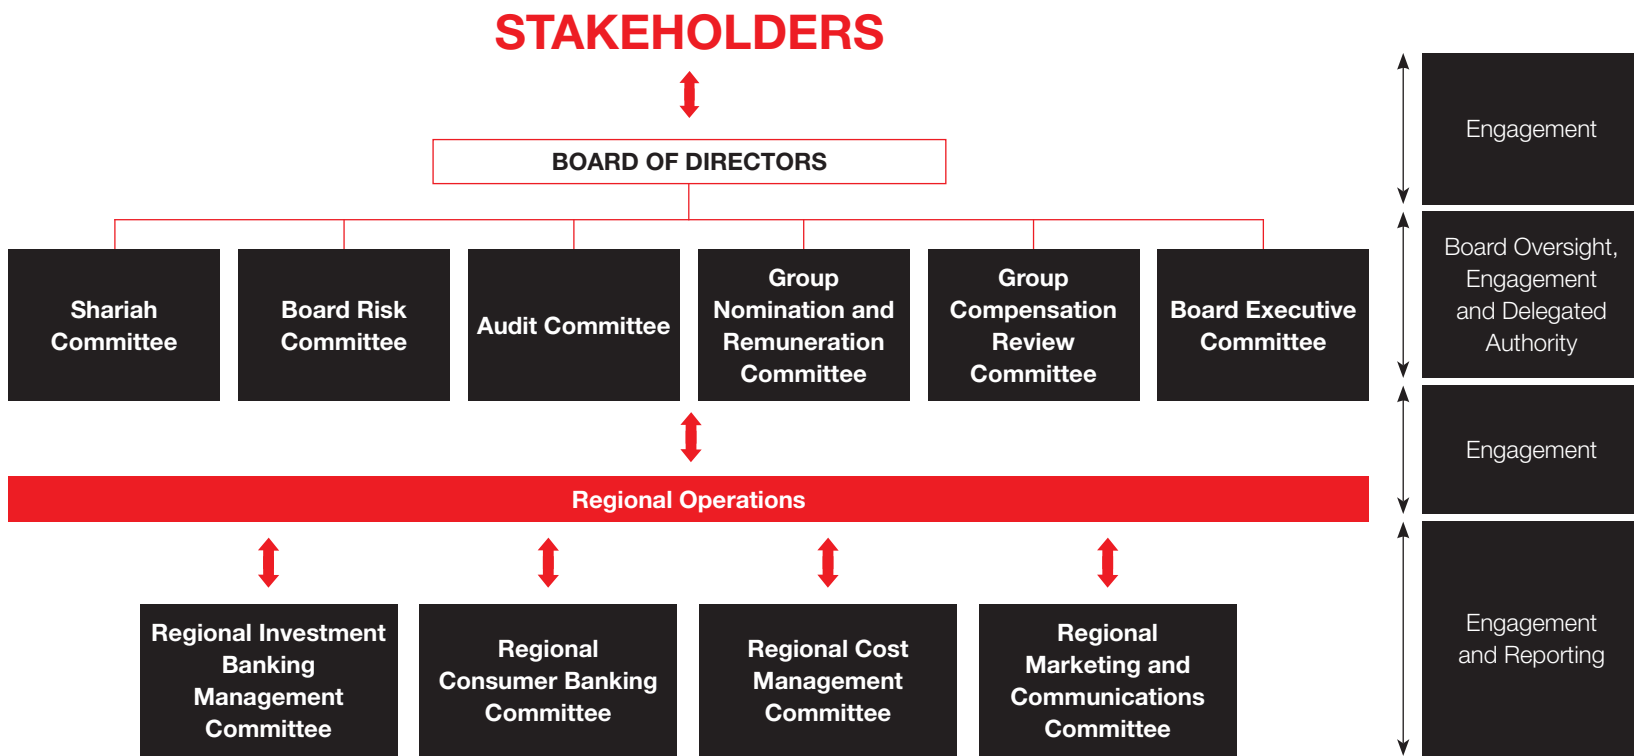 STAKEHOLDERS
BOARD OF DIRECTORS
Shariah
Committee
Board Risk
Committee
Audit Committee
Group
Nomination and
Remuneration
Committee
Group
Compensation
Review
Committee
Board Executive
Committee
Regional Operations
Regional Investment
Banking
Management
Committee
Regional
Consumer Banking
Committee
Regional Cost
Management
Committee
Regional
Marketing and
Communications
Committee
Engagement
Board Oversight,
Engagement
and Delegated
Authority
Engagement
Engagement
and Reporting